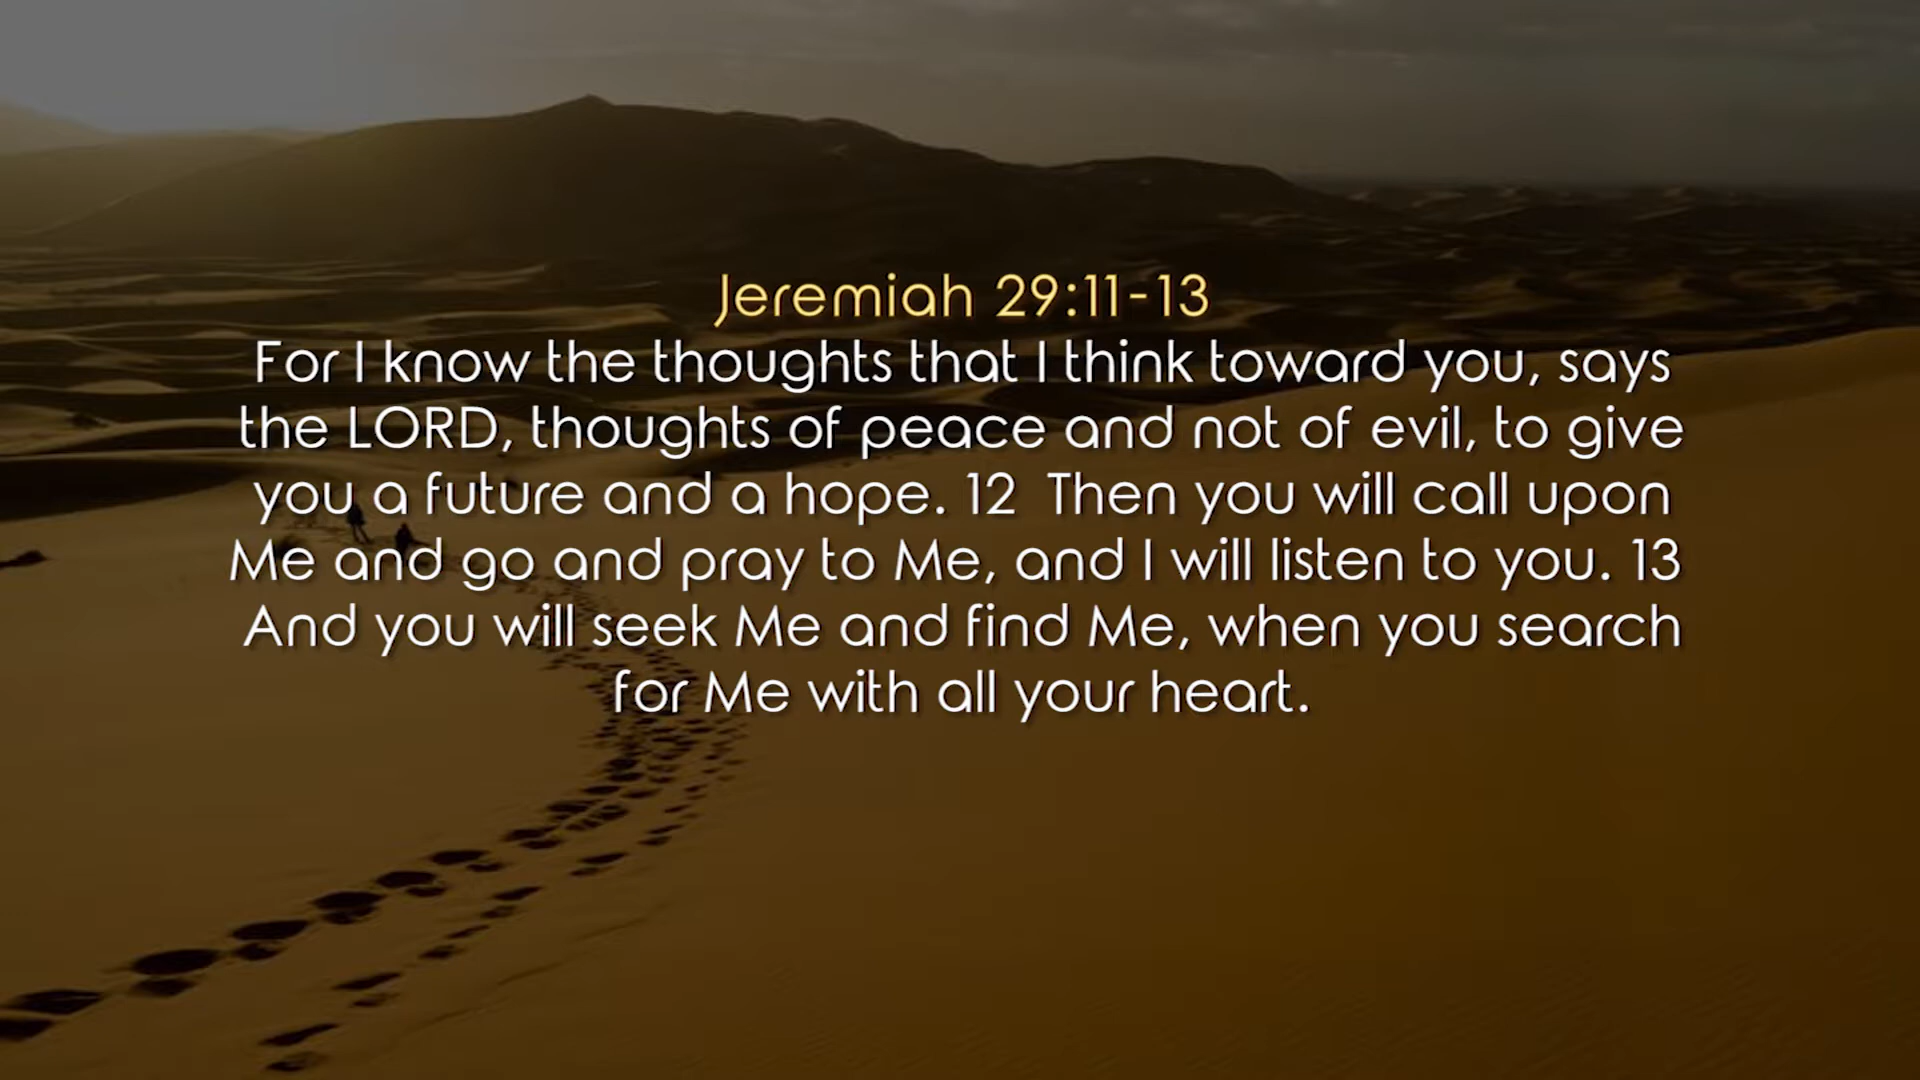 Jeremiah 29:11-13
For I know the thoughts that I think toward you, says
the LORD, thoughts of peace and not of evil, to give
you a future and a hope. 12  Then you will call upon
Me and go and pray to Me, and I will listen to you. 13
And you will seek Me and find Me, when you search
for Me with all your heart.